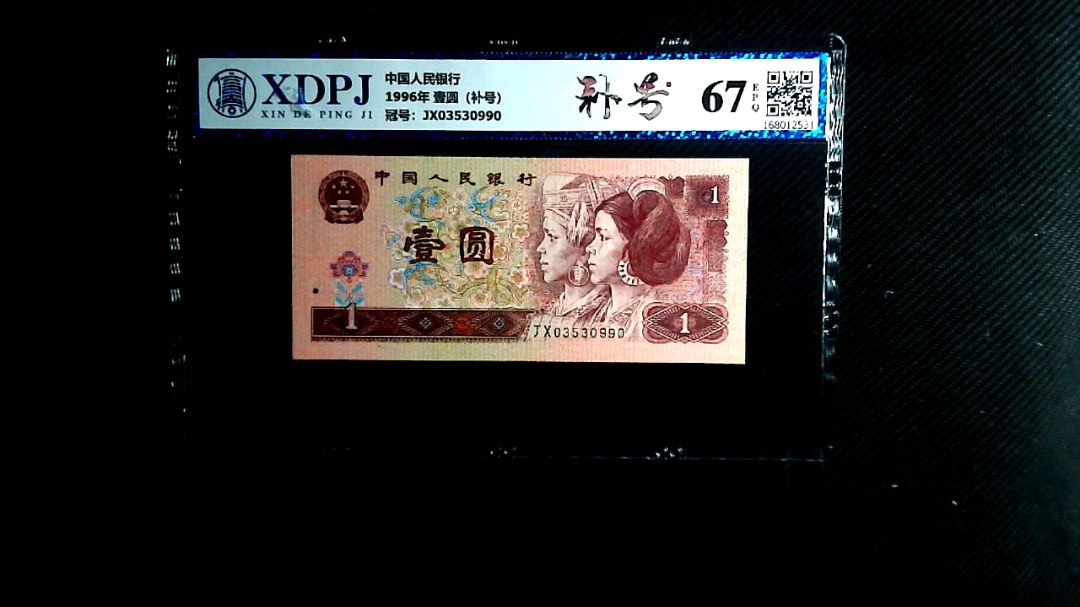 XDPJ
XIN DE PING JI
中国人民银行
1996年 壹圆（补号）
冠号：JX03530990
补号
67
EPQ
168012531
中国人民银行
1
壹圆
1
JX03530990
1